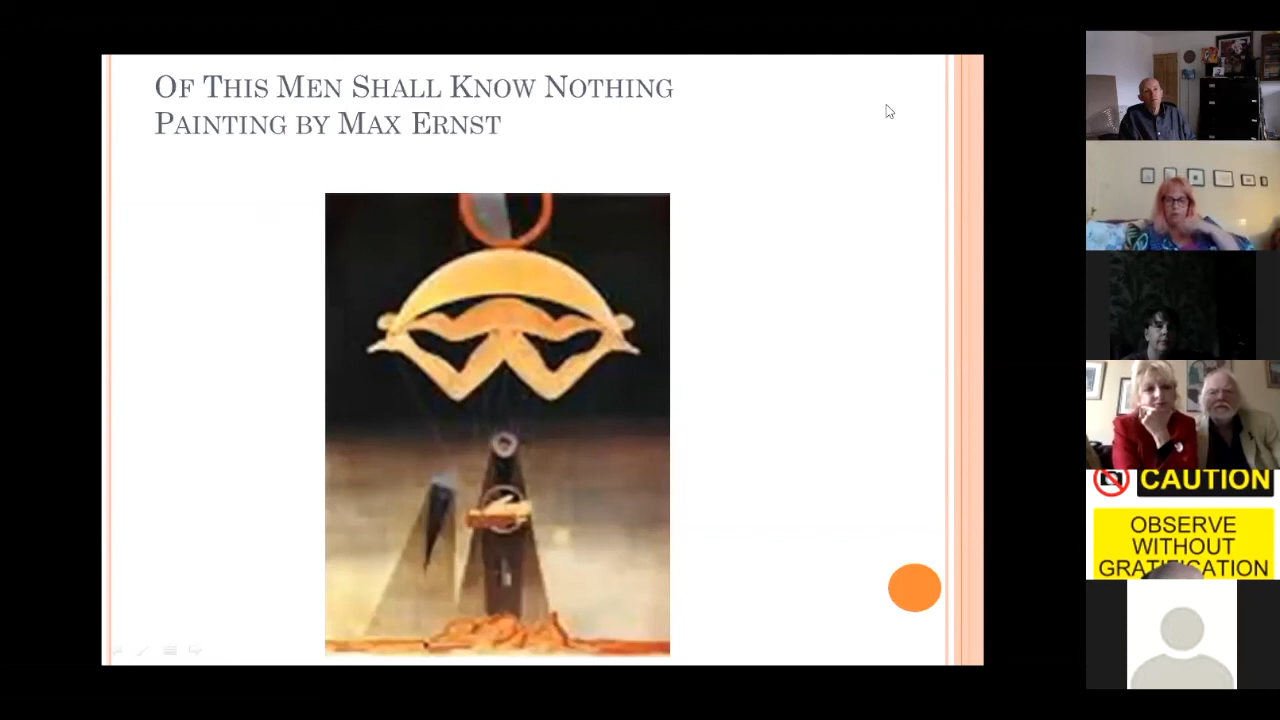 OF THIS MEN SHALL KNOW NOTHING
PAINTING BY MAX ERNST
CAUTION
OBSERVE
WITHOUT
GRATIFICATION